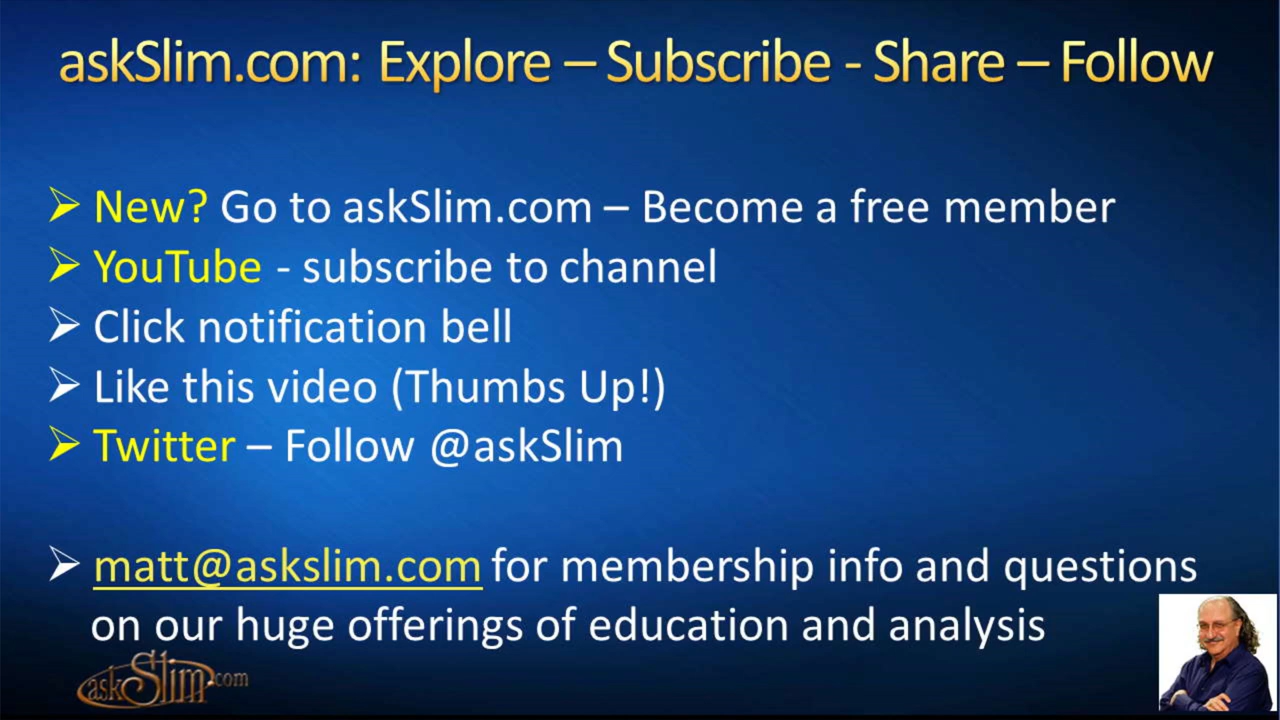 askSlim.com: Explore – Subscribe - Share – Follow
➢ New? Go to askSlim.com – Become a free member
➢ YouTube - subscribe to channel
➢ Click notification bell
➢ Like this video (Thumbs Up!)
➢ Twitter – Follow @askSlim
➢ matt@askslim.com for membership info and questions
on our huge offerings of education and analysis
askSlim.com